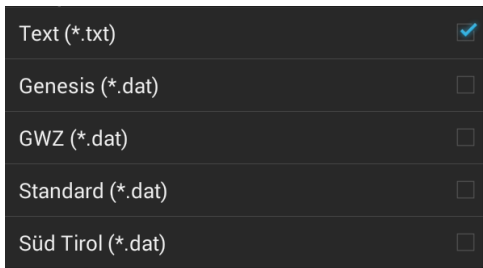 Text (*.txt)
Genesis (*.dat)
GWZ (*.dat)
Standard (*.dat)
Süd Tirol (*.dat)